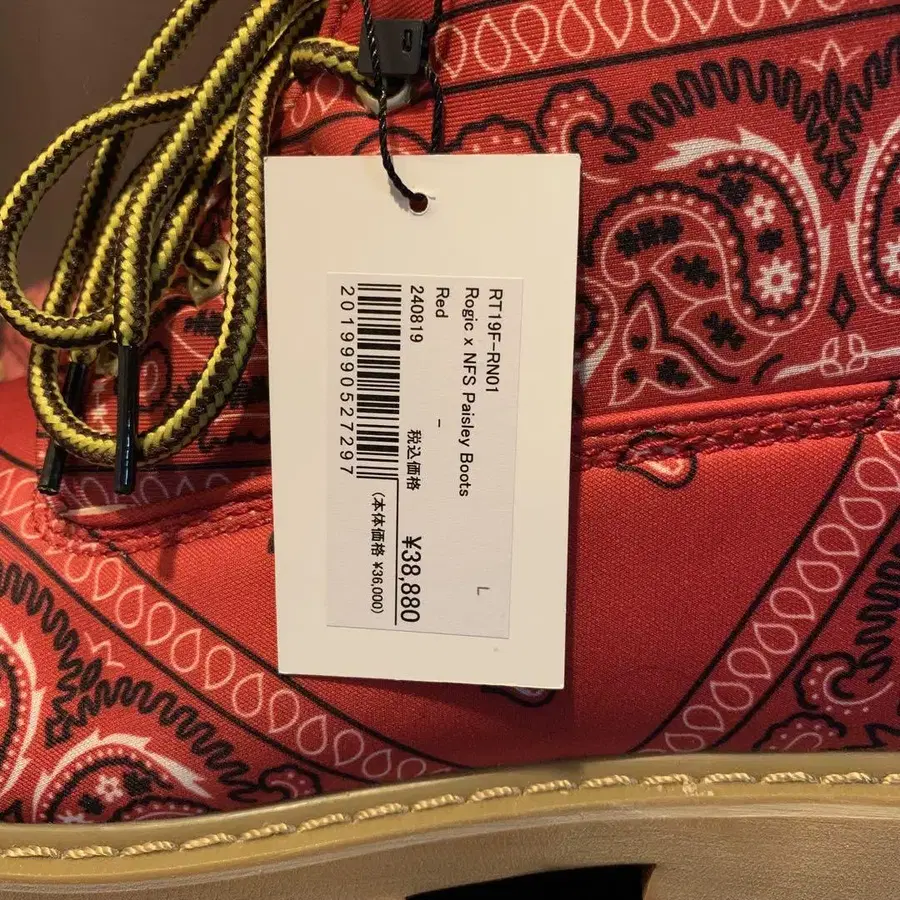 RT19F-RN01
Rogic x NFS Paisley Boots
Red - L
240819 税込価格 ¥38,880
(本体価格 ¥36,000)
2019990527297